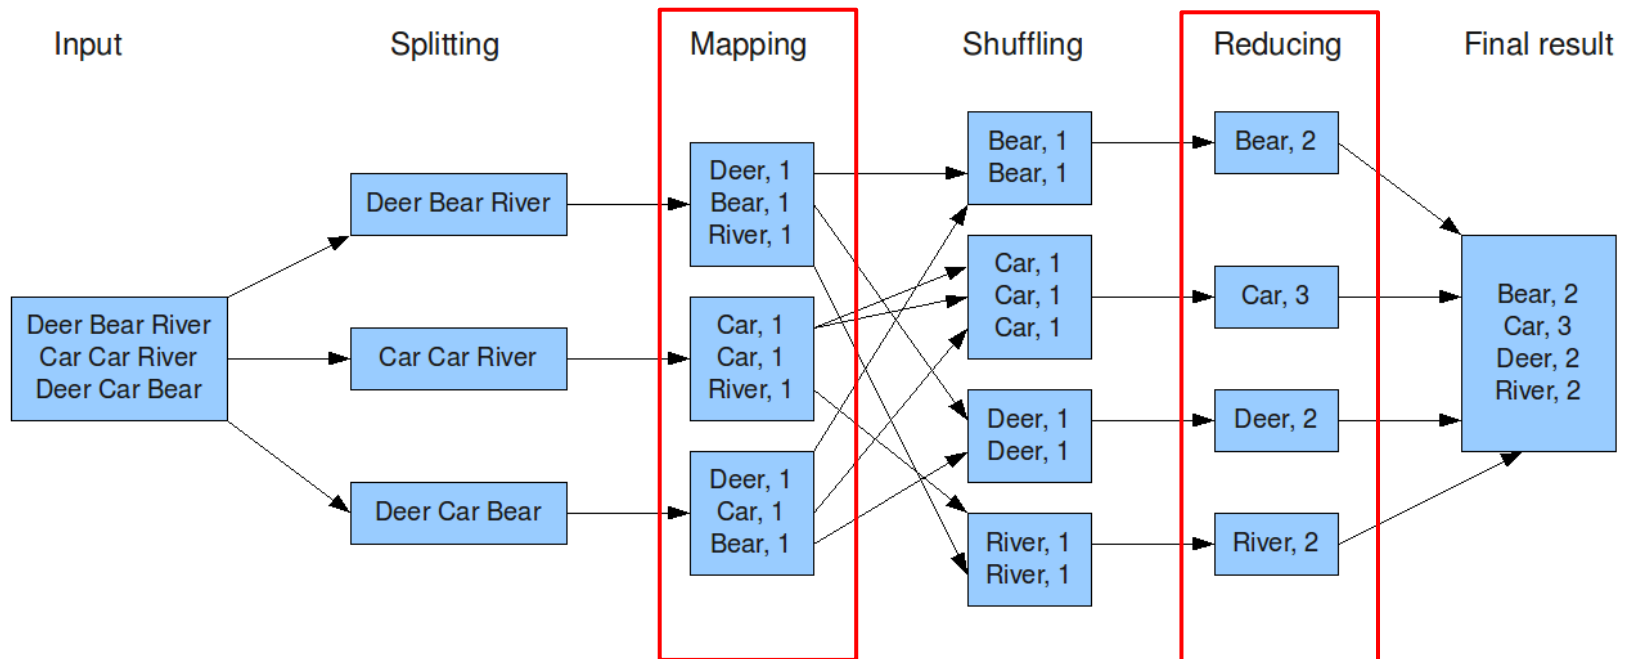 Input
Splitting
Mapping
Shuffling
Reducing
Final result
Deer Bear River
Car Car River
Deer Car Bear
Deer Bear River
Car Car River
Deer Car Bear
Deer, 1
Bear, 1
River, 1
Car, 1
Car, 1
River, 1
Deer, 1
Car, 1
Bear, 1
Bear, 1
Bear, 1
Car, 1
Car, 1
Car, 1
Deer, 1
Deer, 1
River, 1
River, 1
Bear, 2
Car, 3
Deer, 2
River, 2
Bear, 2
Car, 3
Deer, 2
River, 2